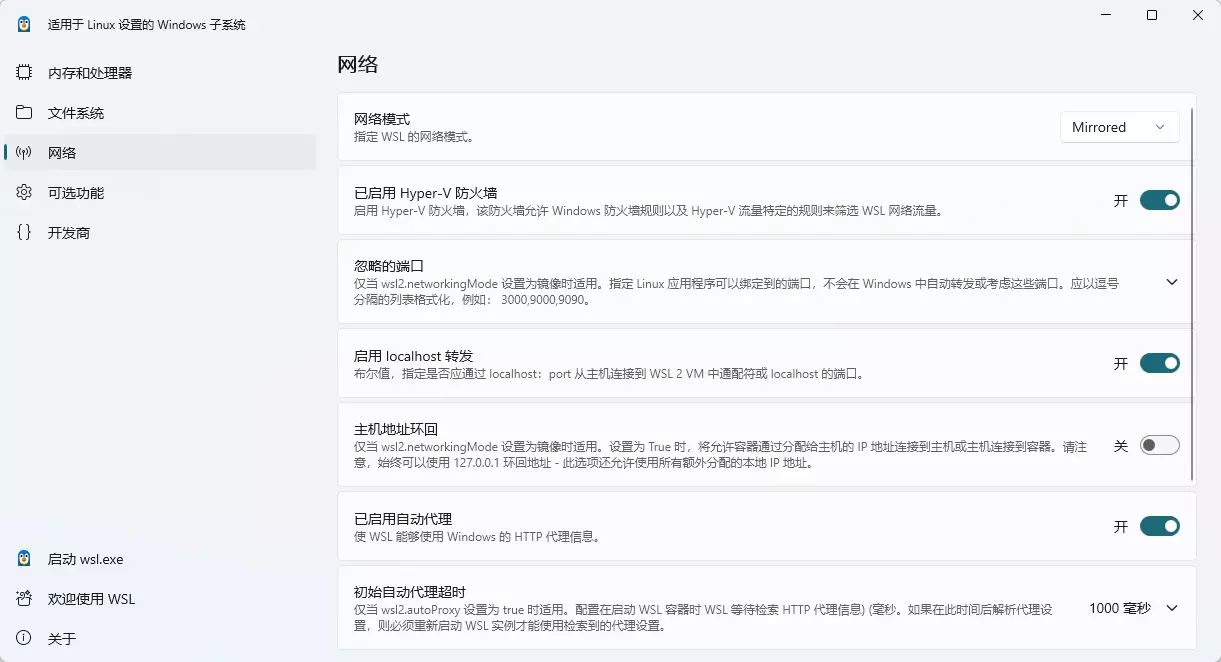 适用于 Linux 设置的 Windows 子系统
内存和处理器
文件系统
网络
可选功能
开发商
启动 wsl.exe
欢迎使用 WSL
关于
网络
网络模式
指定 WSL 的网络模式。
Mirrored
已启用 Hyper-V 防火墙
启用 Hyper-V 防火墙，该防火墙允许 Windows 防火墙规则以及 Hyper-V 流量特定的规则来筛选 WSL 网络流量。
开
忽略的端口
仅当 wsl2.networkingMode 设置为镜像时适用。指定 Linux 应用程序可以绑定到的端口，不会在 Windows 中自动转发或考虑这些端口。应以逗号
分隔的列表格式化，例如： 3000,9000,9090。
启用 localhost 转发
布尔值，指定是否应通过 localhost：port 从主机连接到 WSL 2 VM 中通配符或 localhost 的端口。
开
主机地址环回
仅当 wsl2.networkingMode 设置为镜像时适用。设置为 True 时，将允许容器通过分配给主机的 IP 地址连接到主机或主机连接到容器。请注
意，始终可以使用 127.0.0.1 环回地址 - 此选项还允许使用所有额外分配的本地 IP 地址。
关
已启用自动代理
使 WSL 能够使用 Windows 的 HTTP 代理信息。
开
初始自动代理超时
仅当 wsl2.autoProxy 设置为 true 时适用。配置在启动 WSL 容器时 WSL 等待检索 HTTP 代理信息) (毫秒。如果在此时间后解析代理设
置，则必须重新启动 WSL 实例才能使用检索到的代理设置。
1000 毫秒